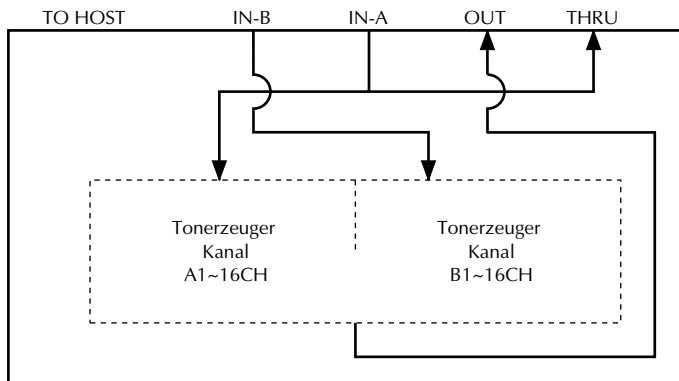 TO HOST IN-B IN-A OUT THRU
Tonerzeuger
Kanal
A1~16CH
Tonerzeuger
Kanal
B1~16CH